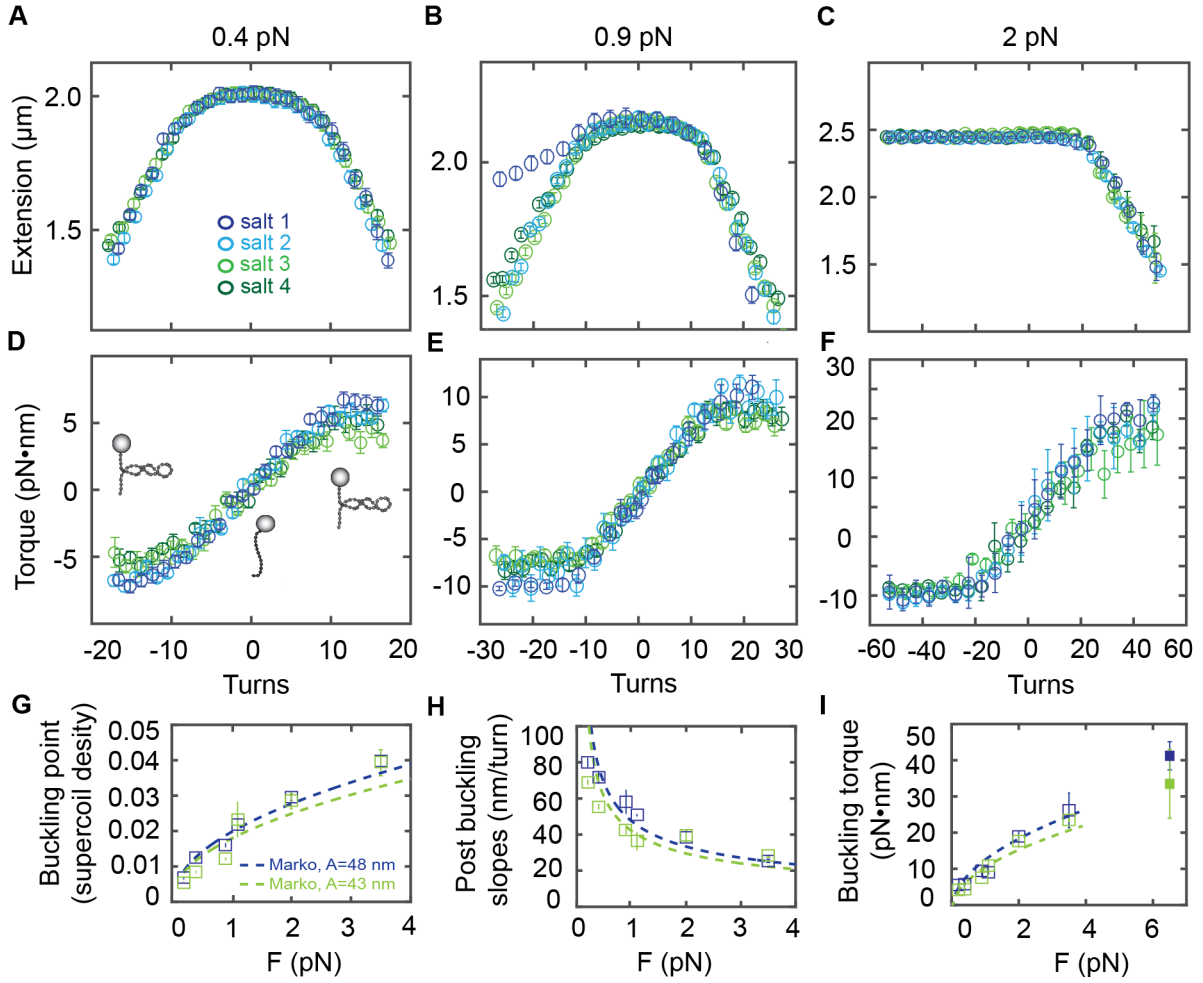 A
B
C
0.4 pN
0.9 pN
2 pN
Extension (µm)
2.0
1.5
salt 1
salt 2
salt 3
salt 4
2.0
1.5
2.5
2.0
1.5
D
E
F
Torque (pN•nm)
5
0
-5
10
5
0
-5
-10
30
20
10
0
-10
-20
-10
0
10
20
-30
-20
-10
0
10
20
30
-60
-40
-20
0
20
40
60
Turns
Turns
Turns
G
H
I
Buckling point
(supercoil desity)
0.05
0.04
0.03
0.02
0.01
0
Marko, A=48 nm
Marko, A=43 nm
0
1
2
3
4
F (pN)
Post buckling
slopes (nm/turn)
100
80
60
40
20
0
0
1
2
3
4
F (pN)
Buckling torque
(pN•nm)
50
40
30
20
10
0
0
2
4
6
F (pN)